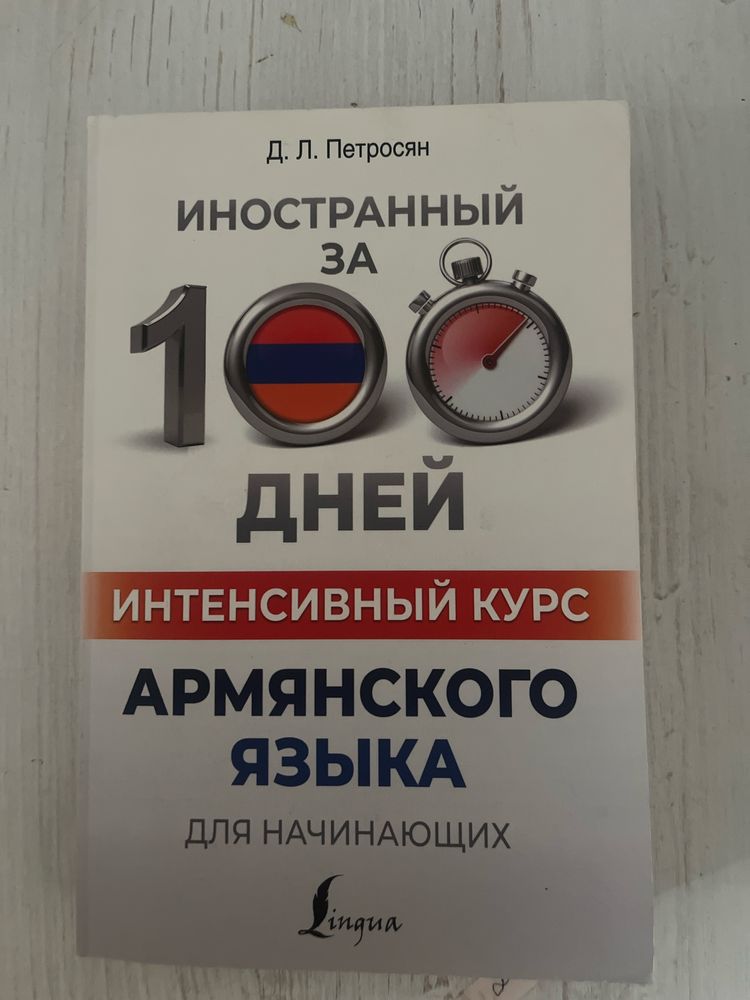 Д. Л. Петросян
ИНОСТРАННЫЙ
ЗА
100
ДНЕЙ
ИНТЕНСИВНЫЙ КУРС
АРМЯНСКОГО
ЯЗЫКА
ДЛЯ НАЧИНАЮЩИХ
Lingua